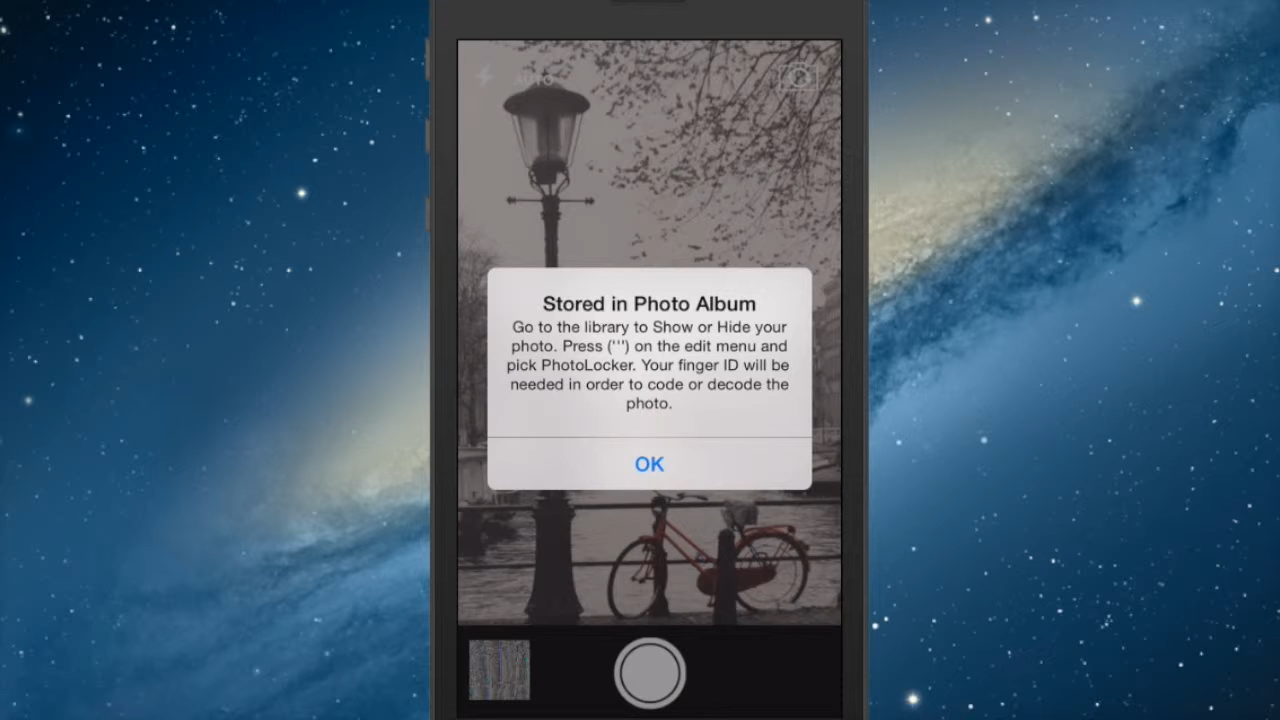 AUTO
Stored in Photo Album
Go to the library to Show or Hide your
photo. Press (''') on the edit menu and
pick PhotoLocker. Your finger ID will be
needed in order to code or decode the
photo.
OK